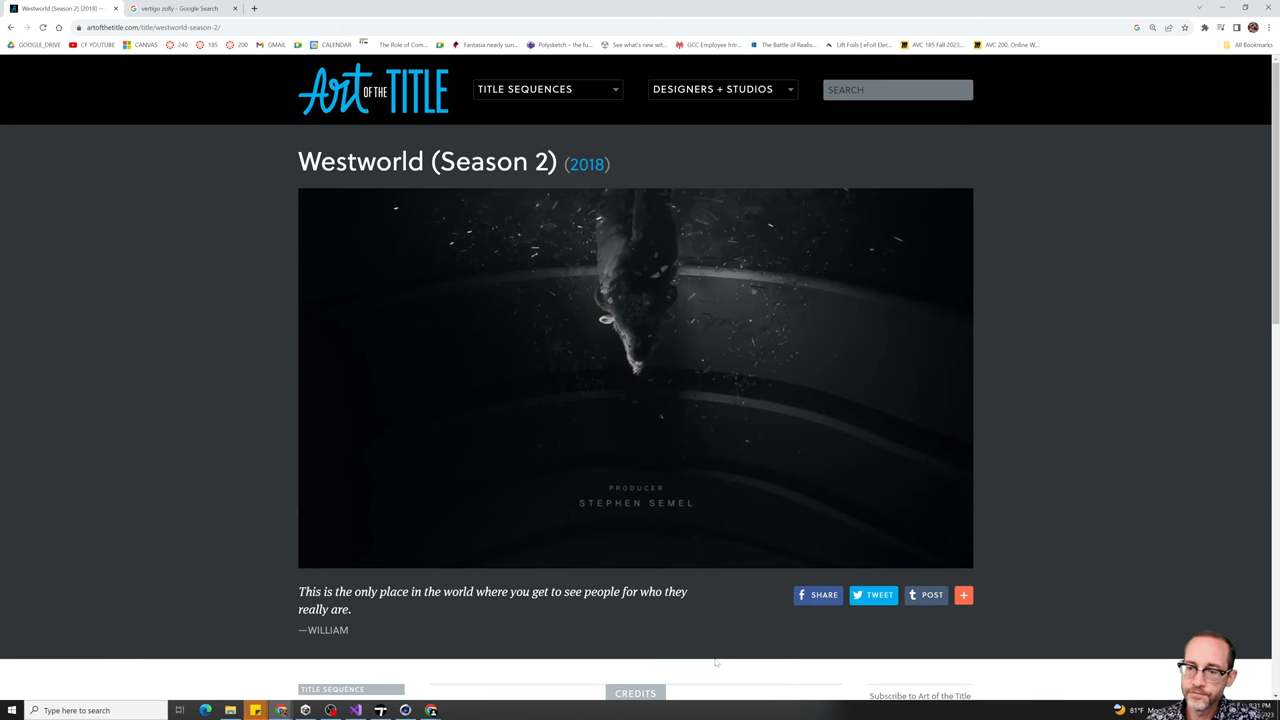 Westworld (Season 2) (2018) —
vertigo zolly - Google Search
artofthetitle.com/title/westworld-season-2/
GOOGLE_DRIVE
CF YOUTUBE
CANVAS
240
185
200
GMAIL
CALENDAR
The Role of Com...
Fantasia nearly sun...
Polysketch – the fu...
See what's new wit...
GCC Employee Intr...
The Battle of Realis...
Lift Foils | eFoil Elec...
AVC 185 Fall 2023,...
AVC 200, Online W...
All Bookmarks
Art OF THE TITLE
TITLE SEQUENCES
DESIGNERS + STUDIOS
SEARCH
Westworld (Season 2) (2018)
PRODUCER
STEPHEN SEMEL
This is the only place in the world where you get to see people for who they
really are.
—WILLIAM
SHARE
TWEET
POST
TITLE SEQUENCE
CREDITS
Subscribe to Art of the Title
Type here to search
81°F